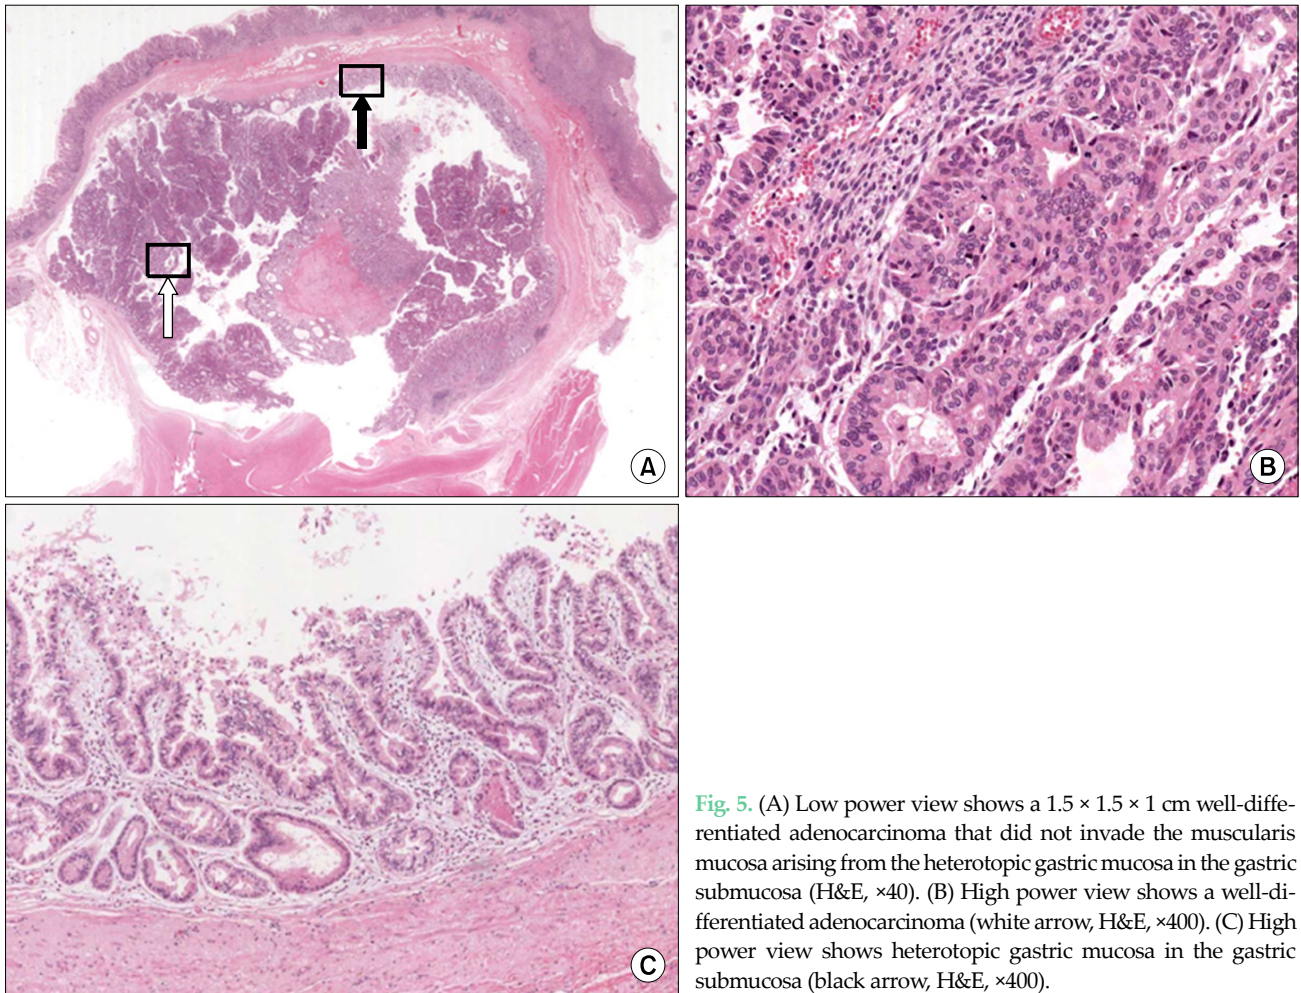 A
B
C
Fig. 5. (A) Low power view shows a 1.5 × 1.5 × 1 cm well-diffe-
rentiated adenocarcinoma that did not invade the muscularis
mucosa arising from the heterotopic gastric mucosa in the gastric
submucosa (H&E, ×40). (B) High power view shows a well-di-
fferentiated adenocarcinoma (white arrow, H&E, ×400). (C) High
power view shows heterotopic gastric mucosa in the gastric
submucosa (black arrow, H&E, ×400).